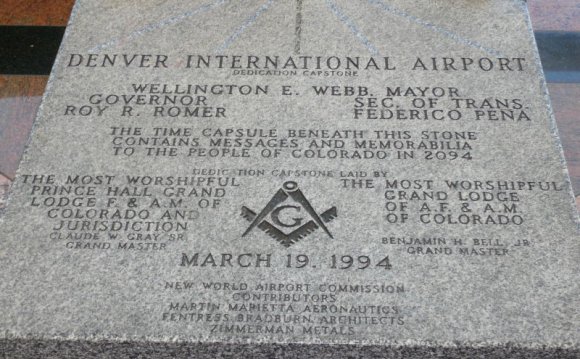 DENVER INTERNATIONAL AIRPORT
DEDICATION CAPSTONE
WELLINGTON E. WEBB, MAYOR
GOVERNOR
ROY R. ROMER
SEC. OF TRANS.
FEDERICO PEÑA
THE TIME CAPSULE BENEATH THIS STONE
CONTAINS MESSAGES AND MEMORABILIA
TO THE PEOPLE OF COLORADO IN 2094
DEDICATION CAPSTONE LAID BY
THE MOST WORSHIPFUL
PRINCE HALL GRAND
LODGE F. & A.M. OF
COLORADO AND
JURISDICTION
CLAUDE W. GRAY SR.
GRAND MASTER
G
THE MOST WORSHIPFUL
GRAND LODGE
OF A.F. & A.M.
OF COLORADO
BENJAMIN H. BELL, JR.
GRAND MASTER
MARCH 19, 1994
NEW WORLD AIRPORT COMMISSION
CONTRIBUTORS
MARTIN MARIETTA AERONAUTICS
FENTRESS BRADBURN ARCHITECTS
ZIMMERMAN METALS